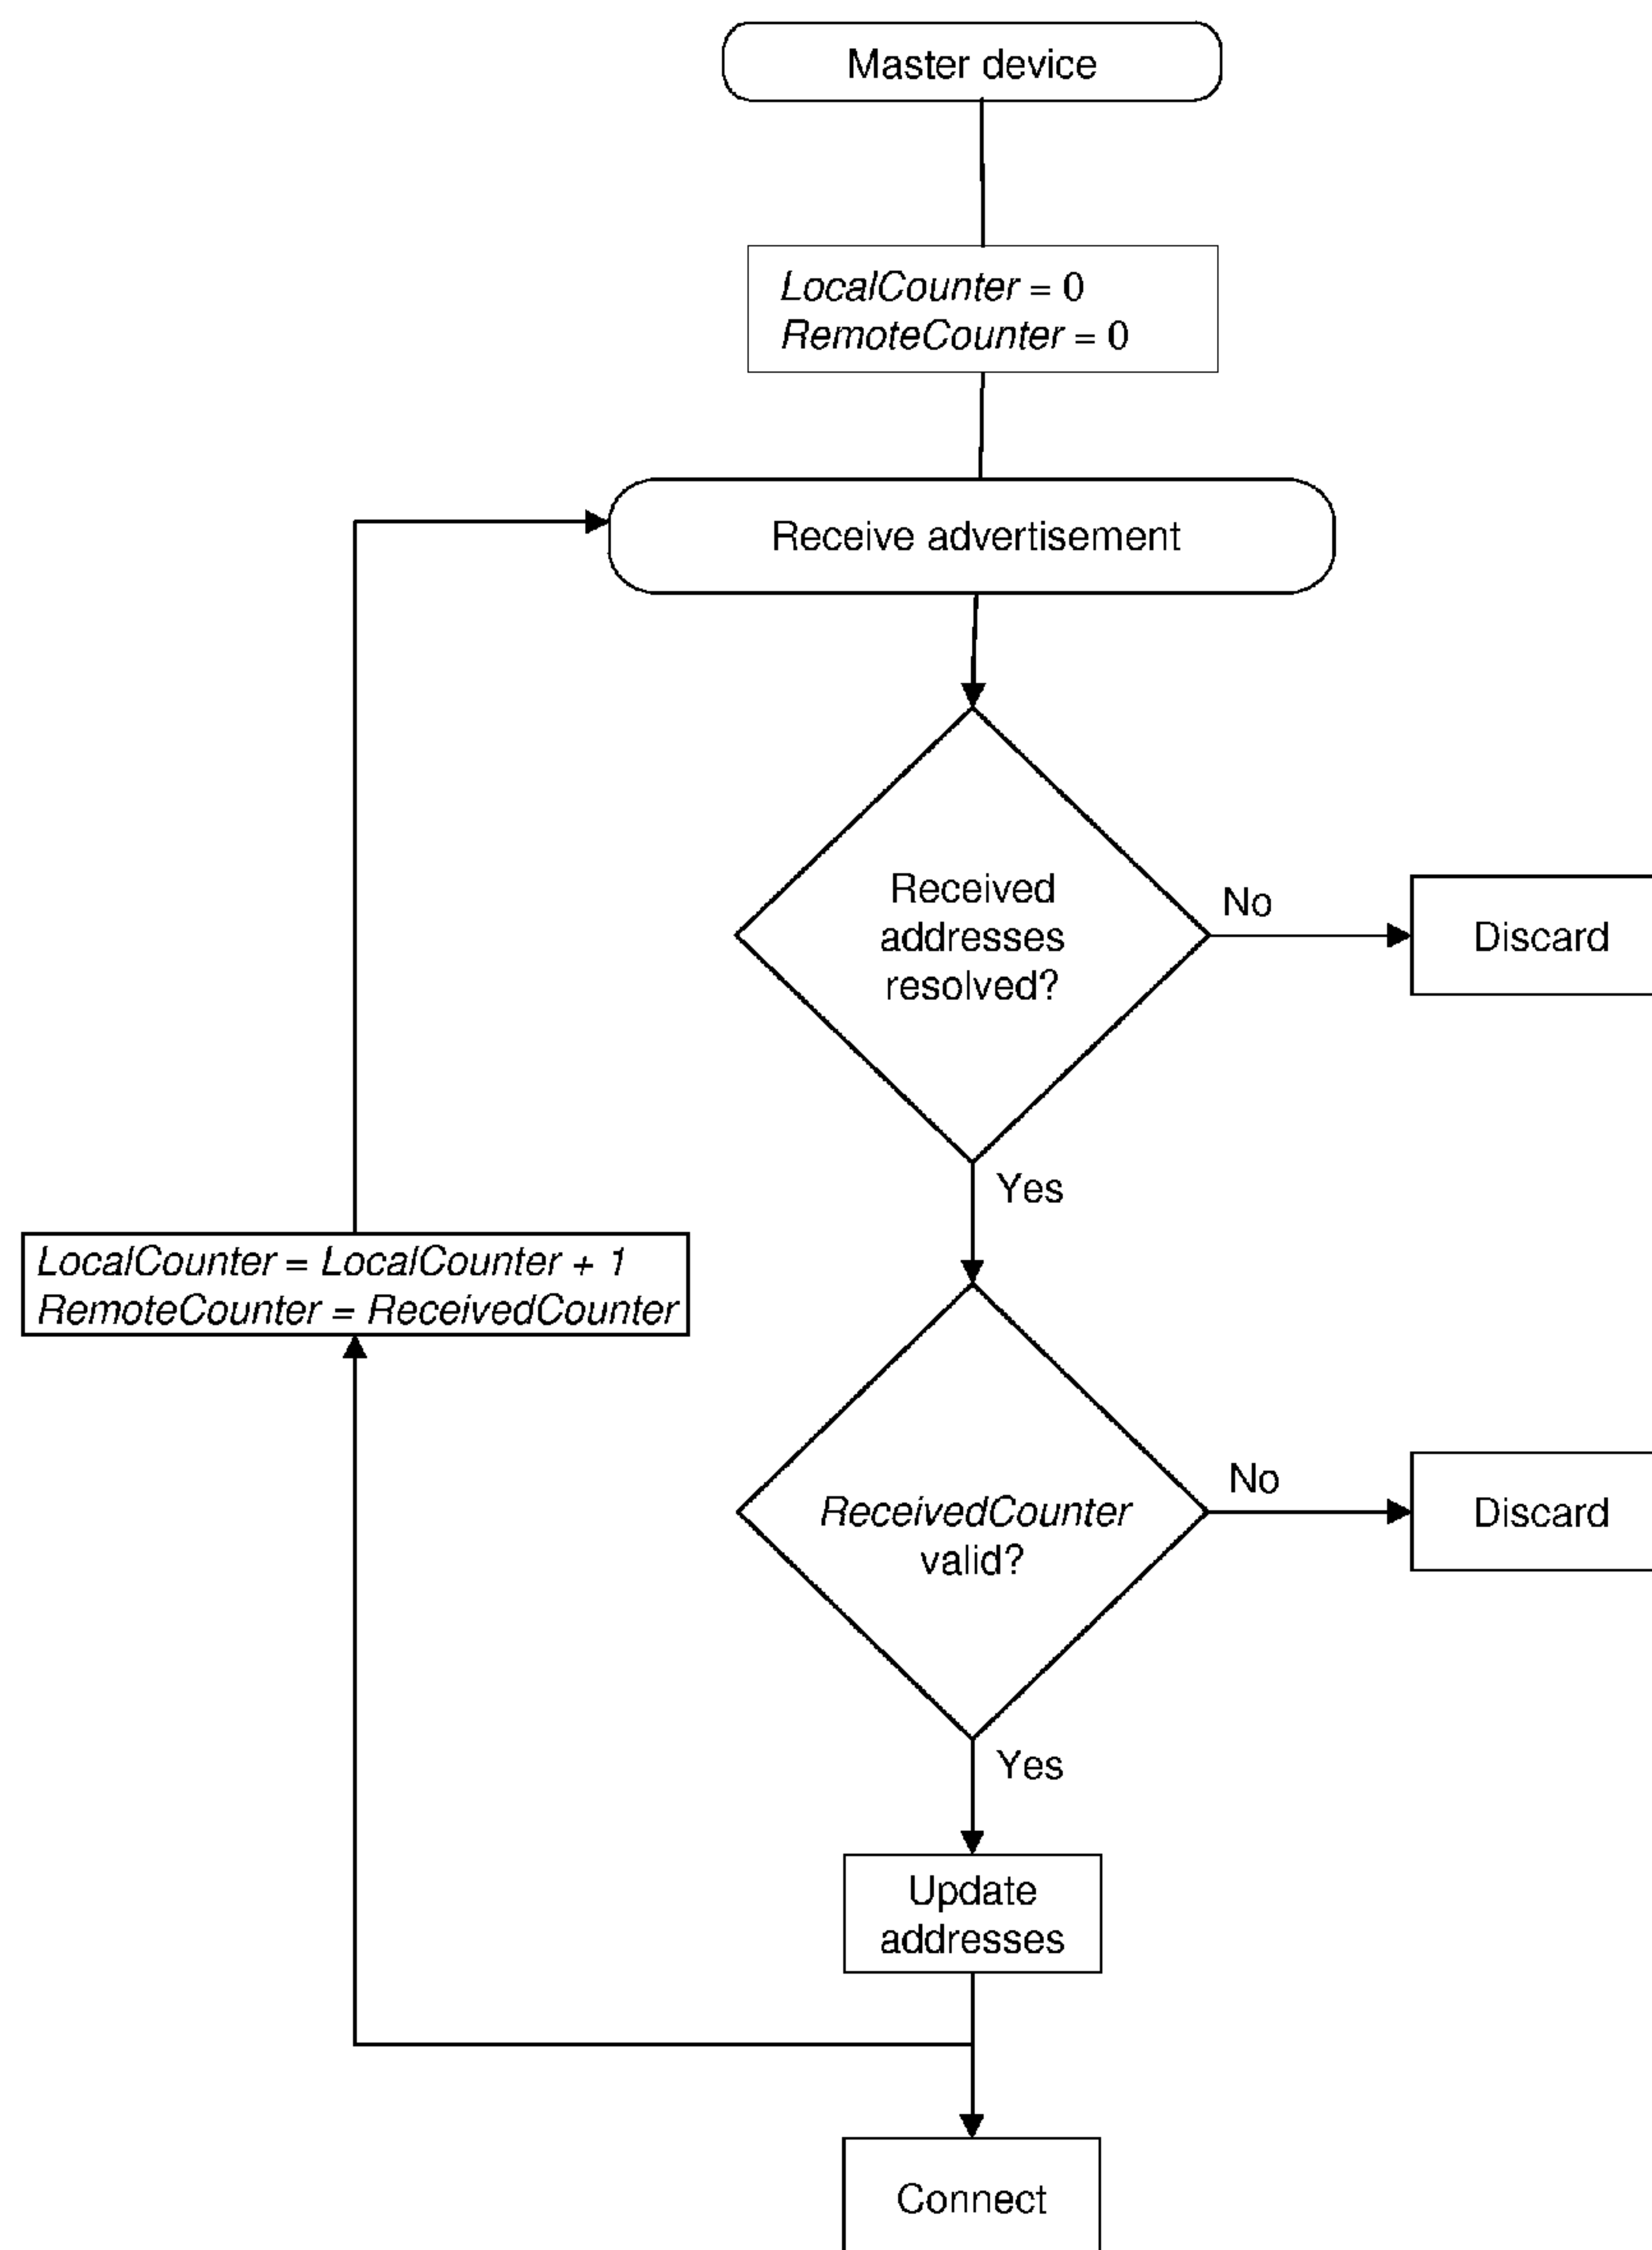 Master device
LocalCounter = 0
RemoteCounter = 0
Receive advertisement
Received
addresses
resolved?
No
Discard
Yes
LocalCounter = LocalCounter + 1
RemoteCounter = ReceivedCounter
ReceivedCounter
valid?
No
Discard
Yes
Update
addresses
Connect